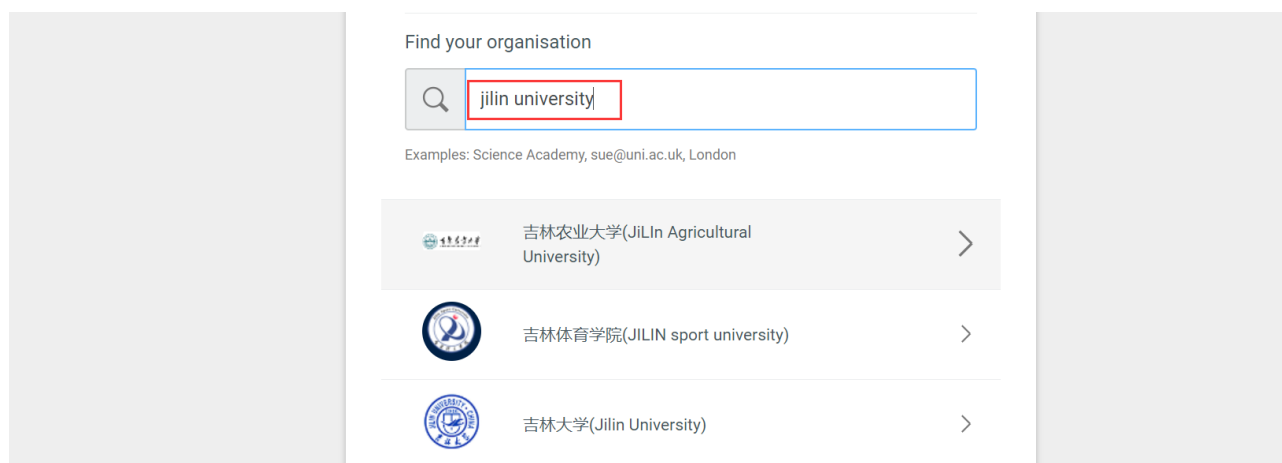 Find your organisation
jilin university
Examples: Science Academy, sue@uni.ac.uk, London
吉林农业大学(JiLIn Agricultural
University)
吉林体育学院(JILIN sport university)
吉林大学(Jilin University)